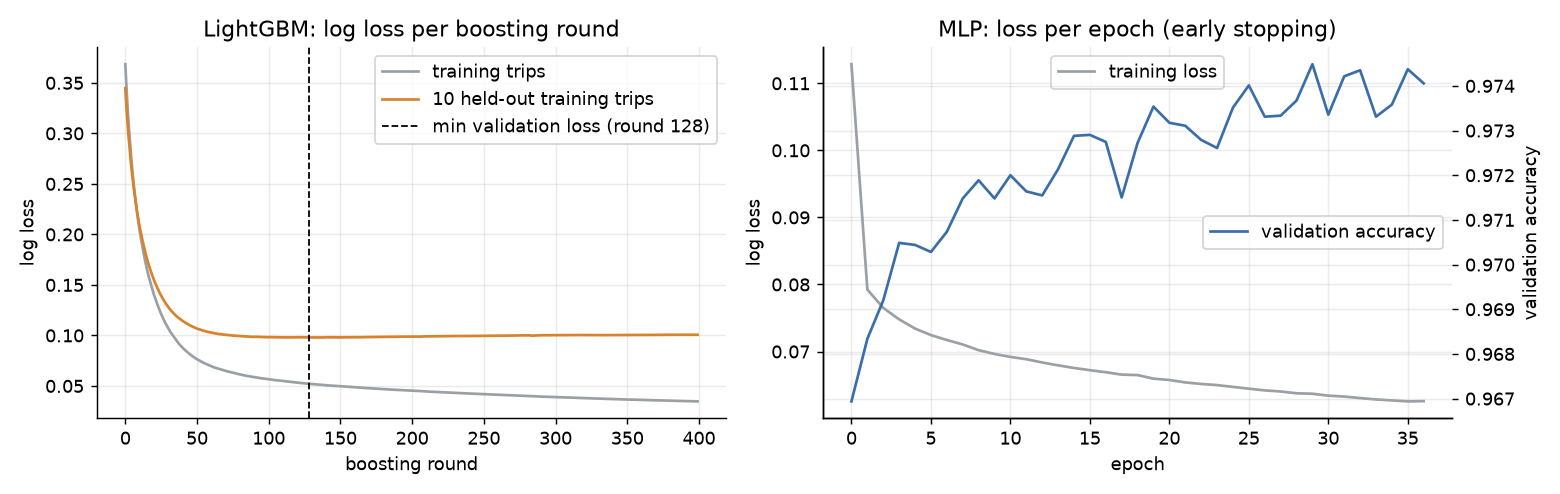 LightGBM: log loss per boosting round
training trips
10 held-out training trips
min validation loss (round 128)
0.35
0.30
0.25
0.20
0.15
0.10
0.05
log loss
0 50 100 150 200 250 300 350 400
boosting round
MLP: loss per epoch (early stopping)
training loss
validation accuracy
0.11
0.10
0.09
0.08
0.07
log loss
0.974
0.973
0.972
0.971
0.970
0.969
0.968
0.967
validation accuracy
0 5 10 15 20 25 30 35
epoch